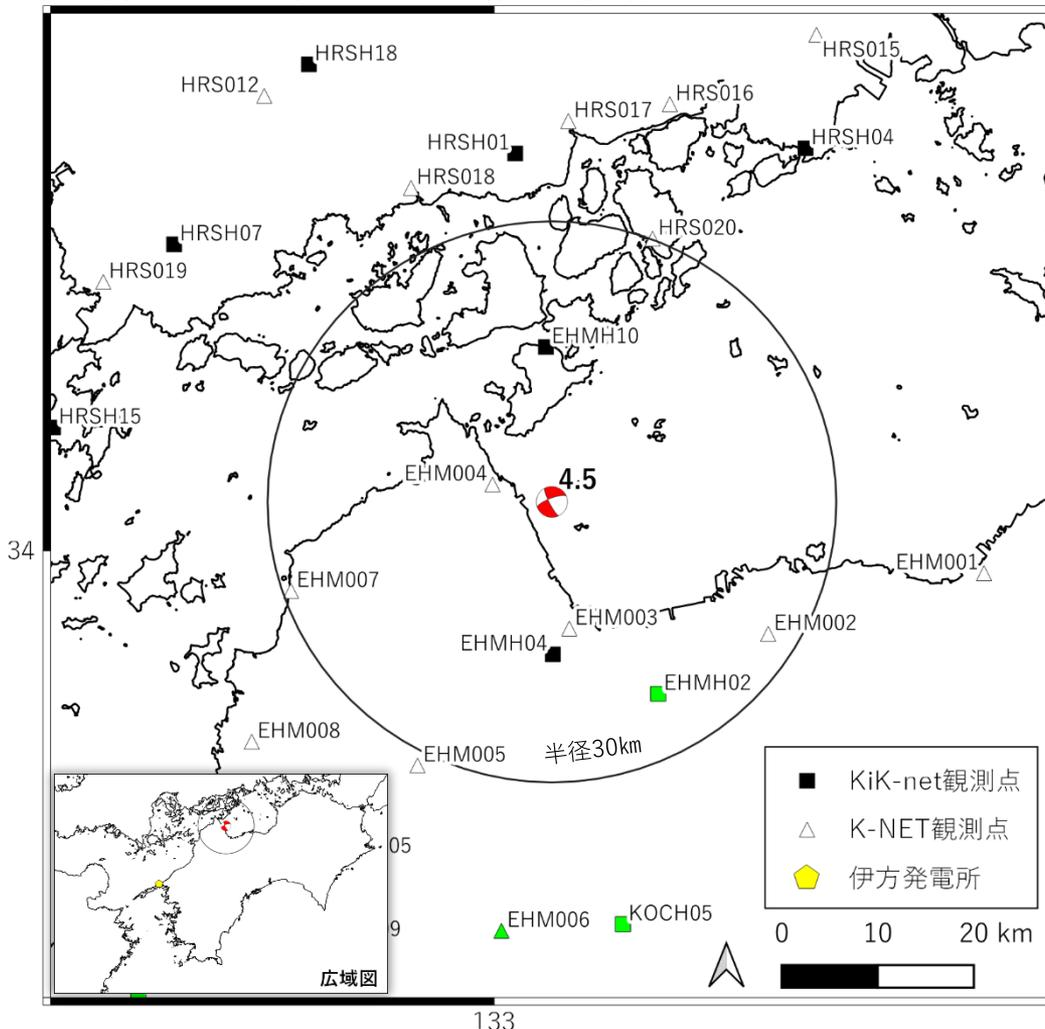 HRSH18
HRS015
HRS012
HRS016
HRS017
HRSH01
HRSH04
HRS018
HRS020
HRSH07
HRS019
EHMH10
HRSH15
EHM004
4.5
34
EHM001
EHM007
EHM003
EHM002
EHMH04
EHMH02
EHM008
EHM005
半径30km
KiK-net観測点
K-NET観測点
伊方発電所
05
EHM006
KOCH05
9
0 10 20 km
広域図
133